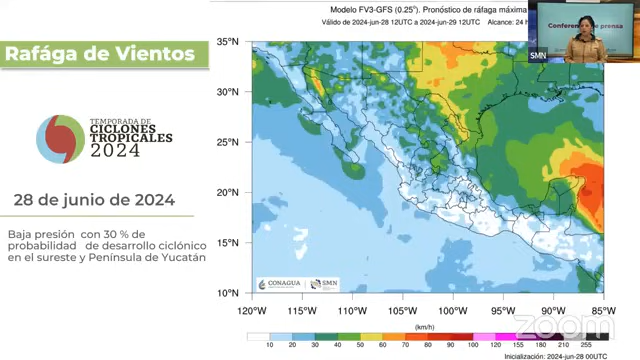 Modelo FV3-GFS (0.25°). Pronóstico de ráfaga máxima
Válido de 2024-jun-28 12UTC a 2024-jun-29 12UTC Alcance: 24 h
Conferencia de prensa
SMN
Rafága de Vientos
TEMPORADA DE
CICLONES
TROPICALES
2024
28 de junio de 2024
Baja presión con 30 % de
probabilidad de desarrollo ciclónico
en el sureste y Península de Yucatán
35°N
30°N
25°N
20°N
15°N
10°N
CONAGUA
SMN
120°W 115°W 110°W 105°W 100°W 95°W 90°W 85°W
(km/h)
10 20 30 40 50 60 70 80 90 100 120 155 180 210 255
zoom
Inicialización: 2024-jun-28 00UTC